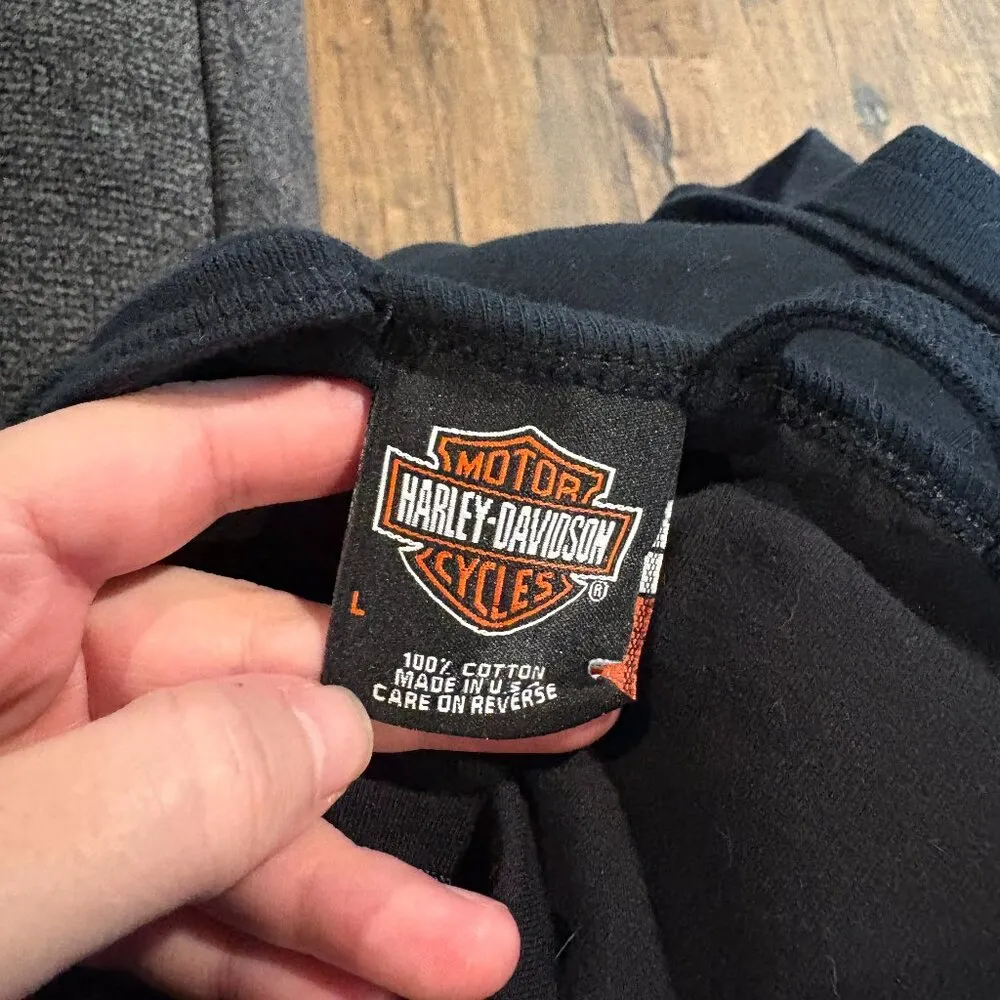 MOTOR
HARLEY-DAVIDSON
CYCLES
®
L
100% COTTON
MADE IN U.S.
CARE ON REVERSE